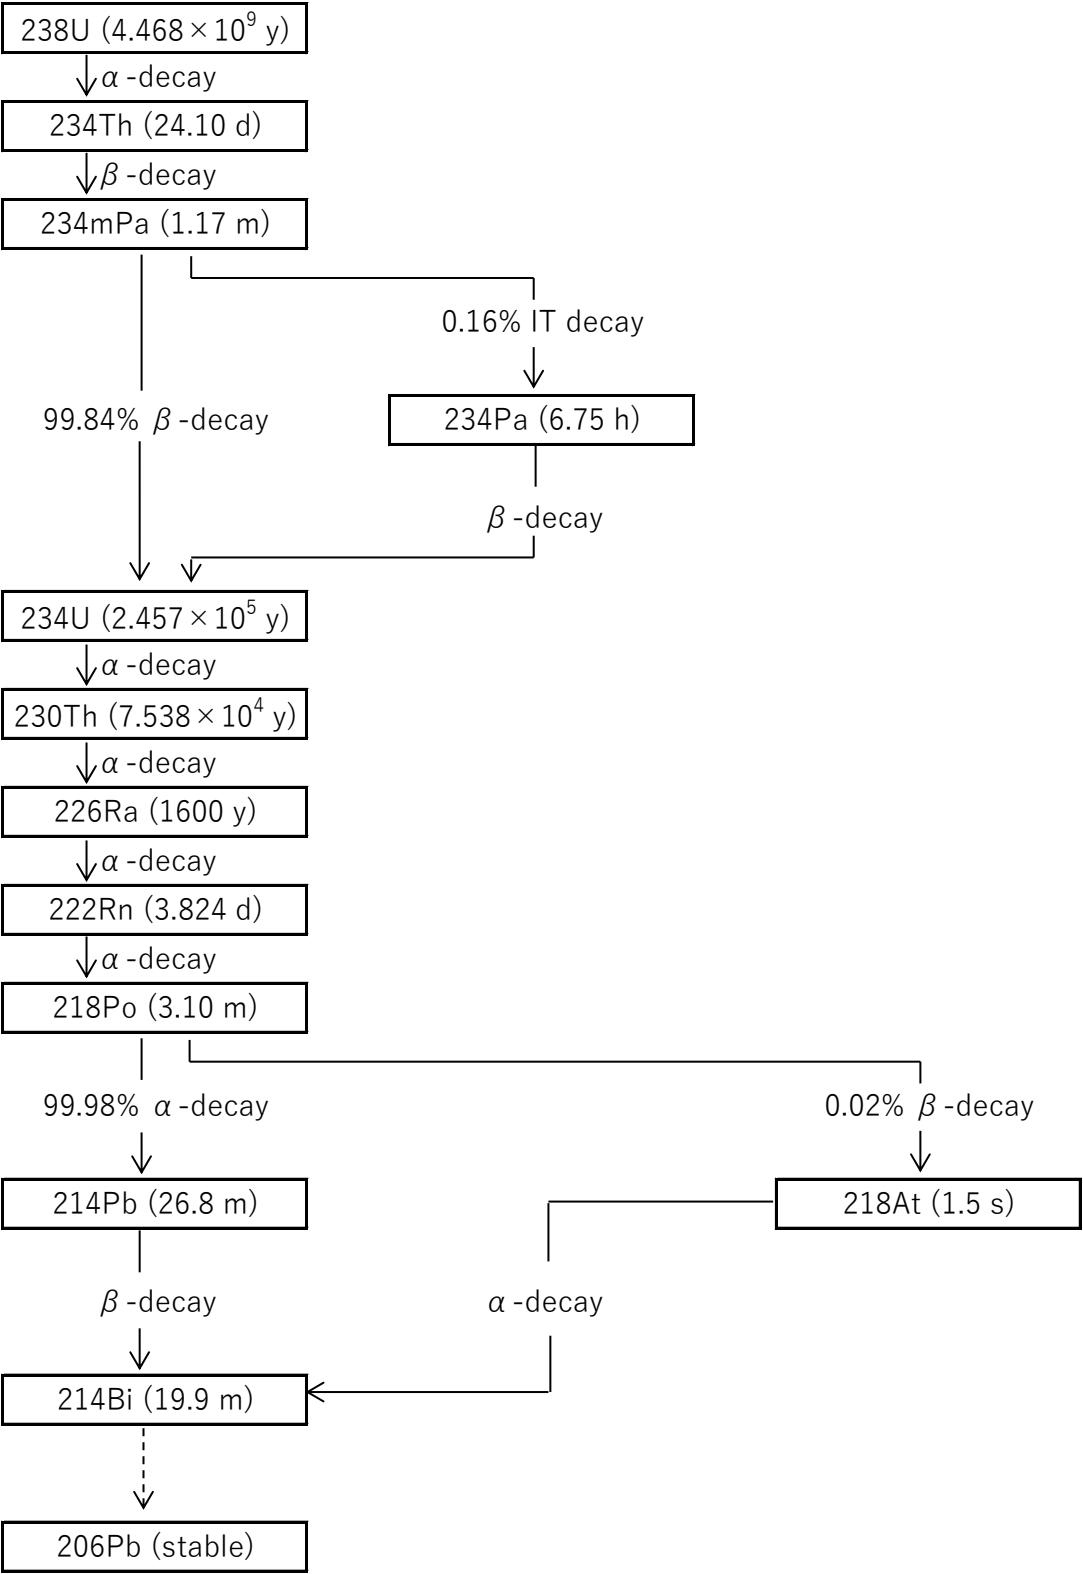 238U (4.468×10⁹ y)
α-decay
234Th (24.10 d)
β-decay
234mPa (1.17 m)
0.16% IT decay
234Pa (6.75 h)
99.84% β-decay
β-decay
234U (2.457×10⁵ y)
α-decay
230Th (7.538×10⁴ y)
α-decay
226Ra (1600 y)
α-decay
222Rn (3.824 d)
α-decay
218Po (3.10 m)
99.98% α-decay
0.02% β-decay
214Pb (26.8 m)
218At (1.5 s)
β-decay
α-decay
214Bi (19.9 m)
206Pb (stable)